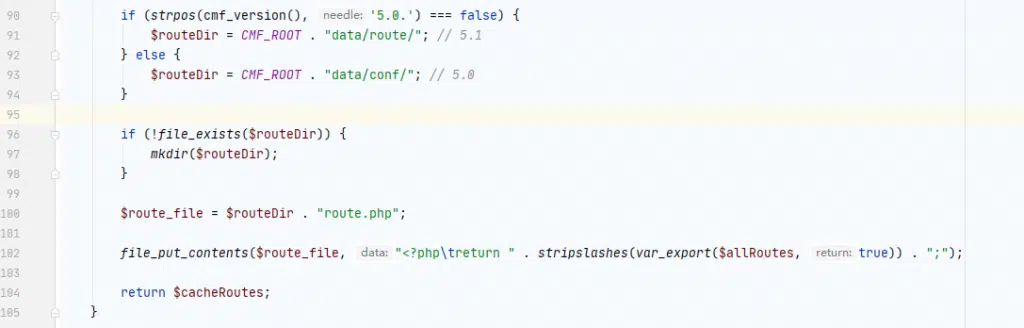 90 if (strpos(cmf_version(), needle: '5.0.') === false) {
91 $routeDir = CMF_ROOT . "data/route/"; // 5.1
92 } else {
93 $routeDir = CMF_ROOT . "data/conf/"; // 5.0
94 }
95
96 if (!file_exists($routeDir)) {
97 mkdir($routeDir);
98 }
99
100 $route_file = $routeDir . "route.php";
101
102 file_put_contents($route_file, data: "<?php\treturn " . stripslashes(var_export($allRoutes, return: true)) . ";");
103
104 return $cacheRoutes;
105 }